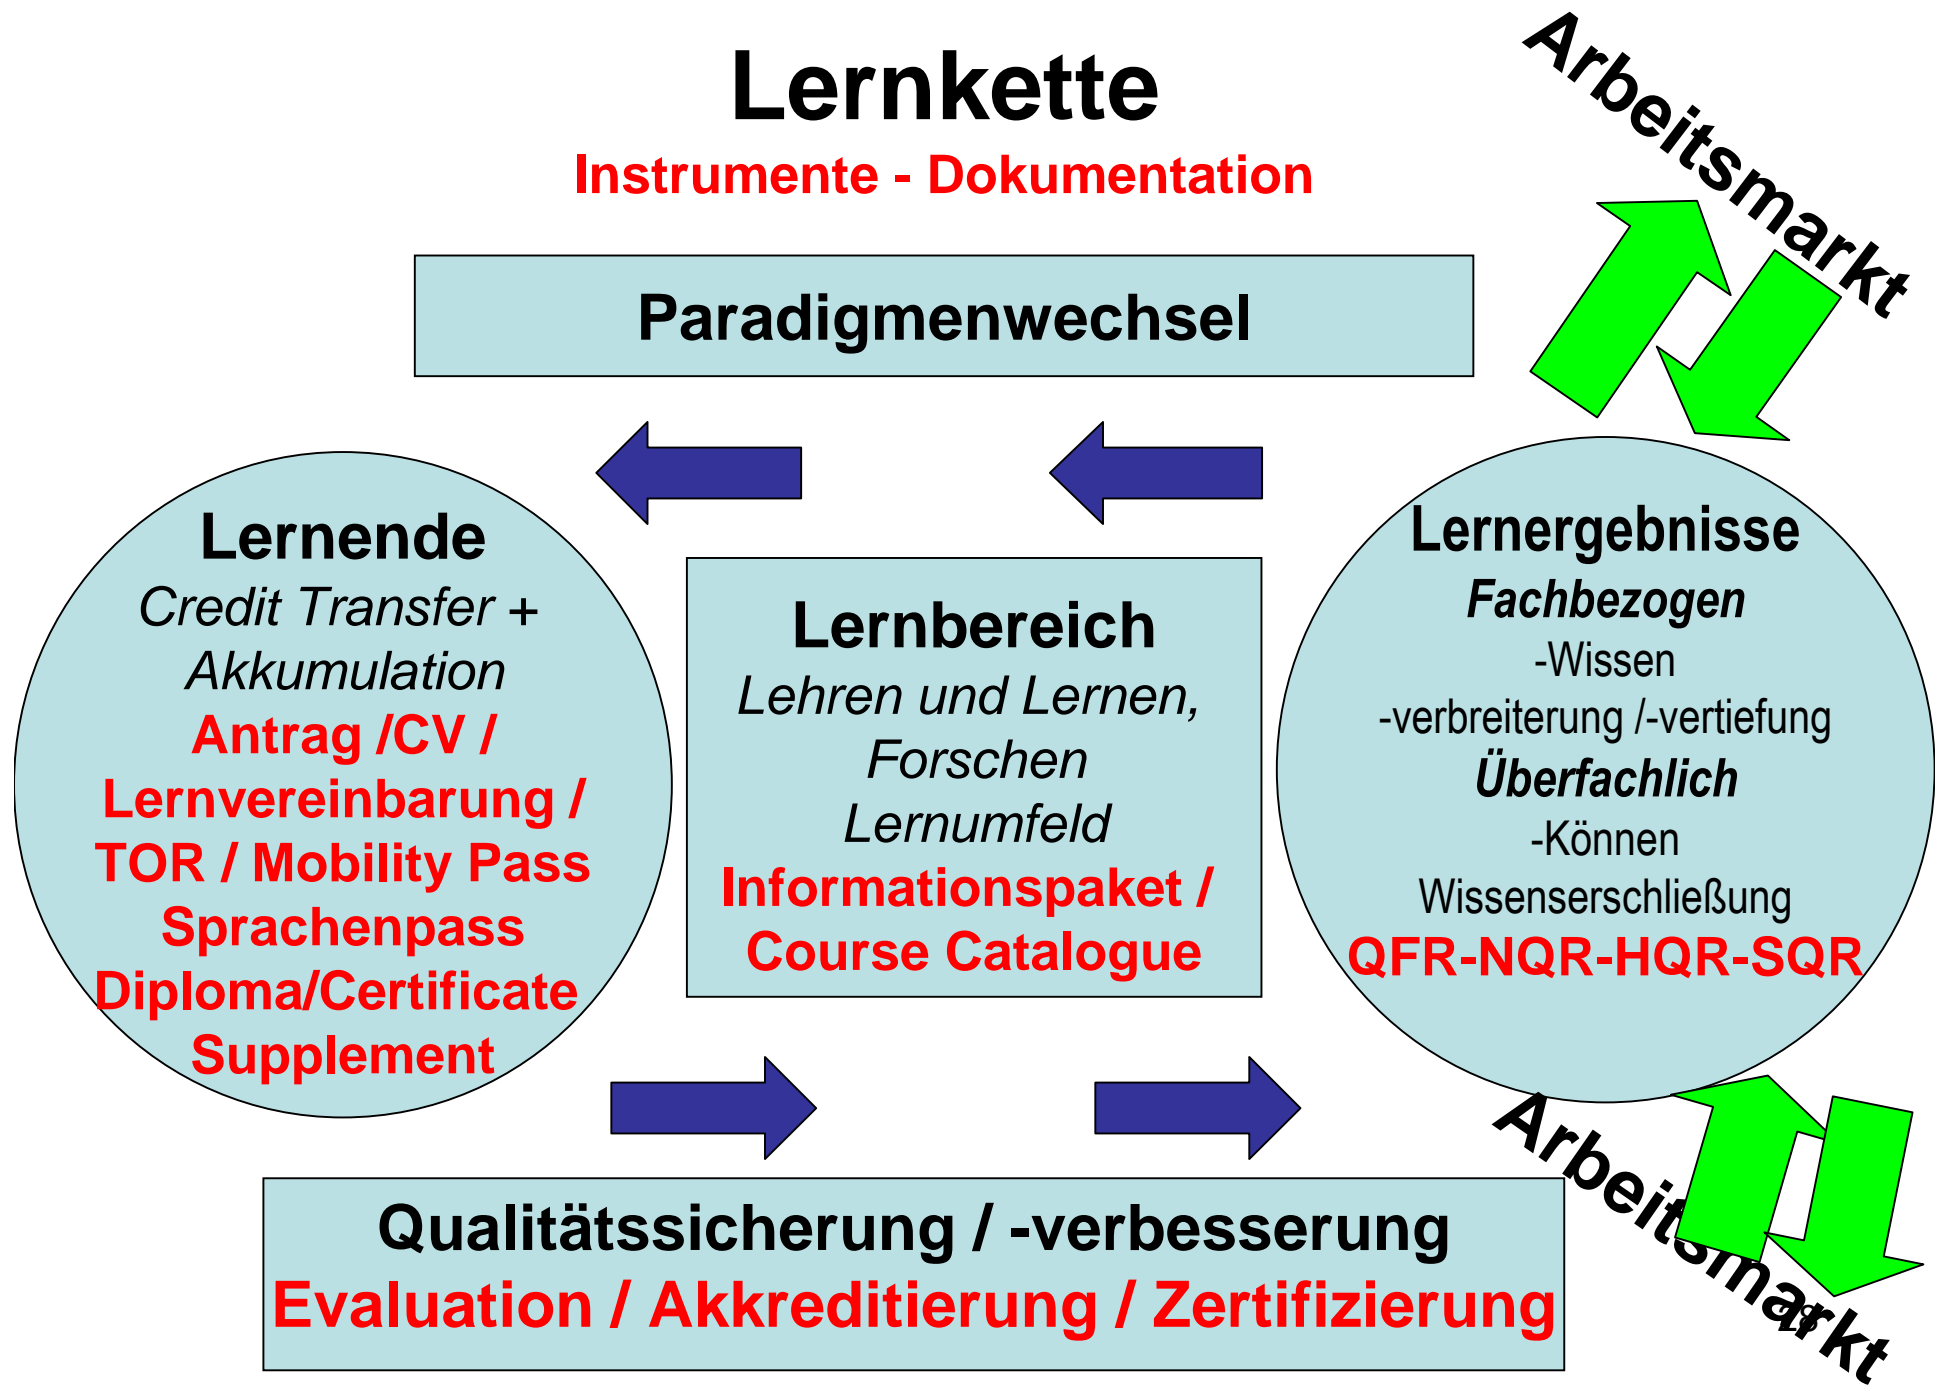 Lernkette
Instrumente - Dokumentation
Arbeitsmarkt
Paradigmenwechsel
Lernende
Credit Transfer +
Akkumulation
Antrag /CV /
Lernvereinbarung /
TOR / Mobility Pass
Sprachenpass
Diploma/Certificate
Supplement
Lernbereich
Lehren und Lernen,
Forschen
Lernumfeld
Informationspaket /
Course Catalogue
Lernergebnisse
Fachbezogen
-Wissen
-verbreiterung /-vertiefung
Überfachlich
-Können
Wissenserschließung
QFR-NQR-HQR-SQR
Arbeitsmarkt
Qualitätssicherung / -verbesserung
Evaluation / Akkreditierung / Zertifizierung